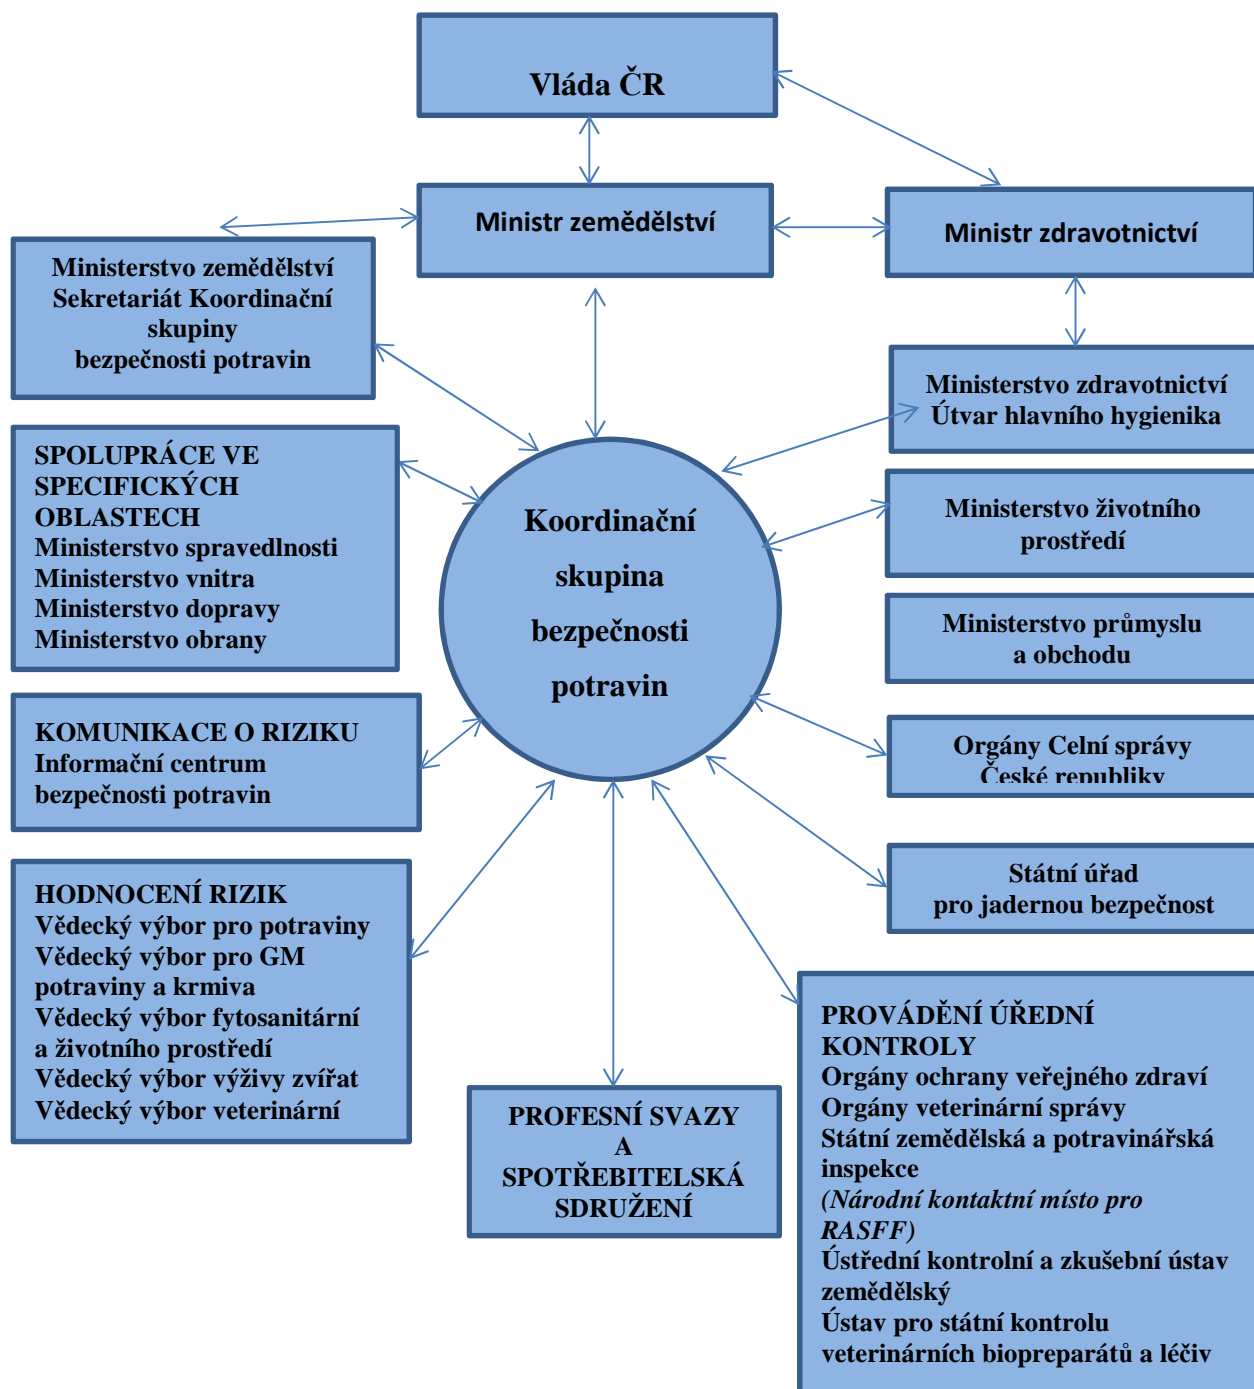 Vláda ČR
Ministr zemědělství
Ministr zdravotnictví
Ministerstvo zemědělství
Sekretariát Koordinační
skupiny
bezpečnosti potravin
Ministerstvo zdravotnictví
Útvar hlavního hygienika
SPOLUPRÁCE VE
SPECIFICKÝCH
OBLASTECH
Ministerstvo spravedlnosti
Ministerstvo vnitra
Ministerstvo dopravy
Ministerstvo obrany
Koordinační
skupina
bezpečnosti
potravin
Ministerstvo životního
prostředí
Ministerstvo průmyslu
a obchodu
KOMUNIKACE O RIZIKU
Informační centrum
bezpečnosti potravin
Orgány Celní správy
České republiky
HODNOCENÍ RIZIK
Vědecký výbor pro potraviny
Vědecký výbor pro GM
potraviny a krmiva
Vědecký výbor fytosanitární
a životního prostředí
Vědecký výbor výživy zvířat
Vědecký výbor veterinární
Státní úřad
pro jadernou bezpečnost
PROFESNÍ SVAZY
A
SPOTŘEBITELSKÁ
SDRUŽENÍ
PROVÁDĚNÍ ÚŘEDNÍ
KONTROLY
Orgány ochrany veřejného zdraví
Orgány veterinární správy
Státní zemědělská a potravinářská
inspekce
(Národní kontaktní místo pro
RASFF)
Ústřední kontrolní a zkušební ústav
zemědělský
Ústav pro státní kontrolu
veterinárních biopreparátů a léčiv